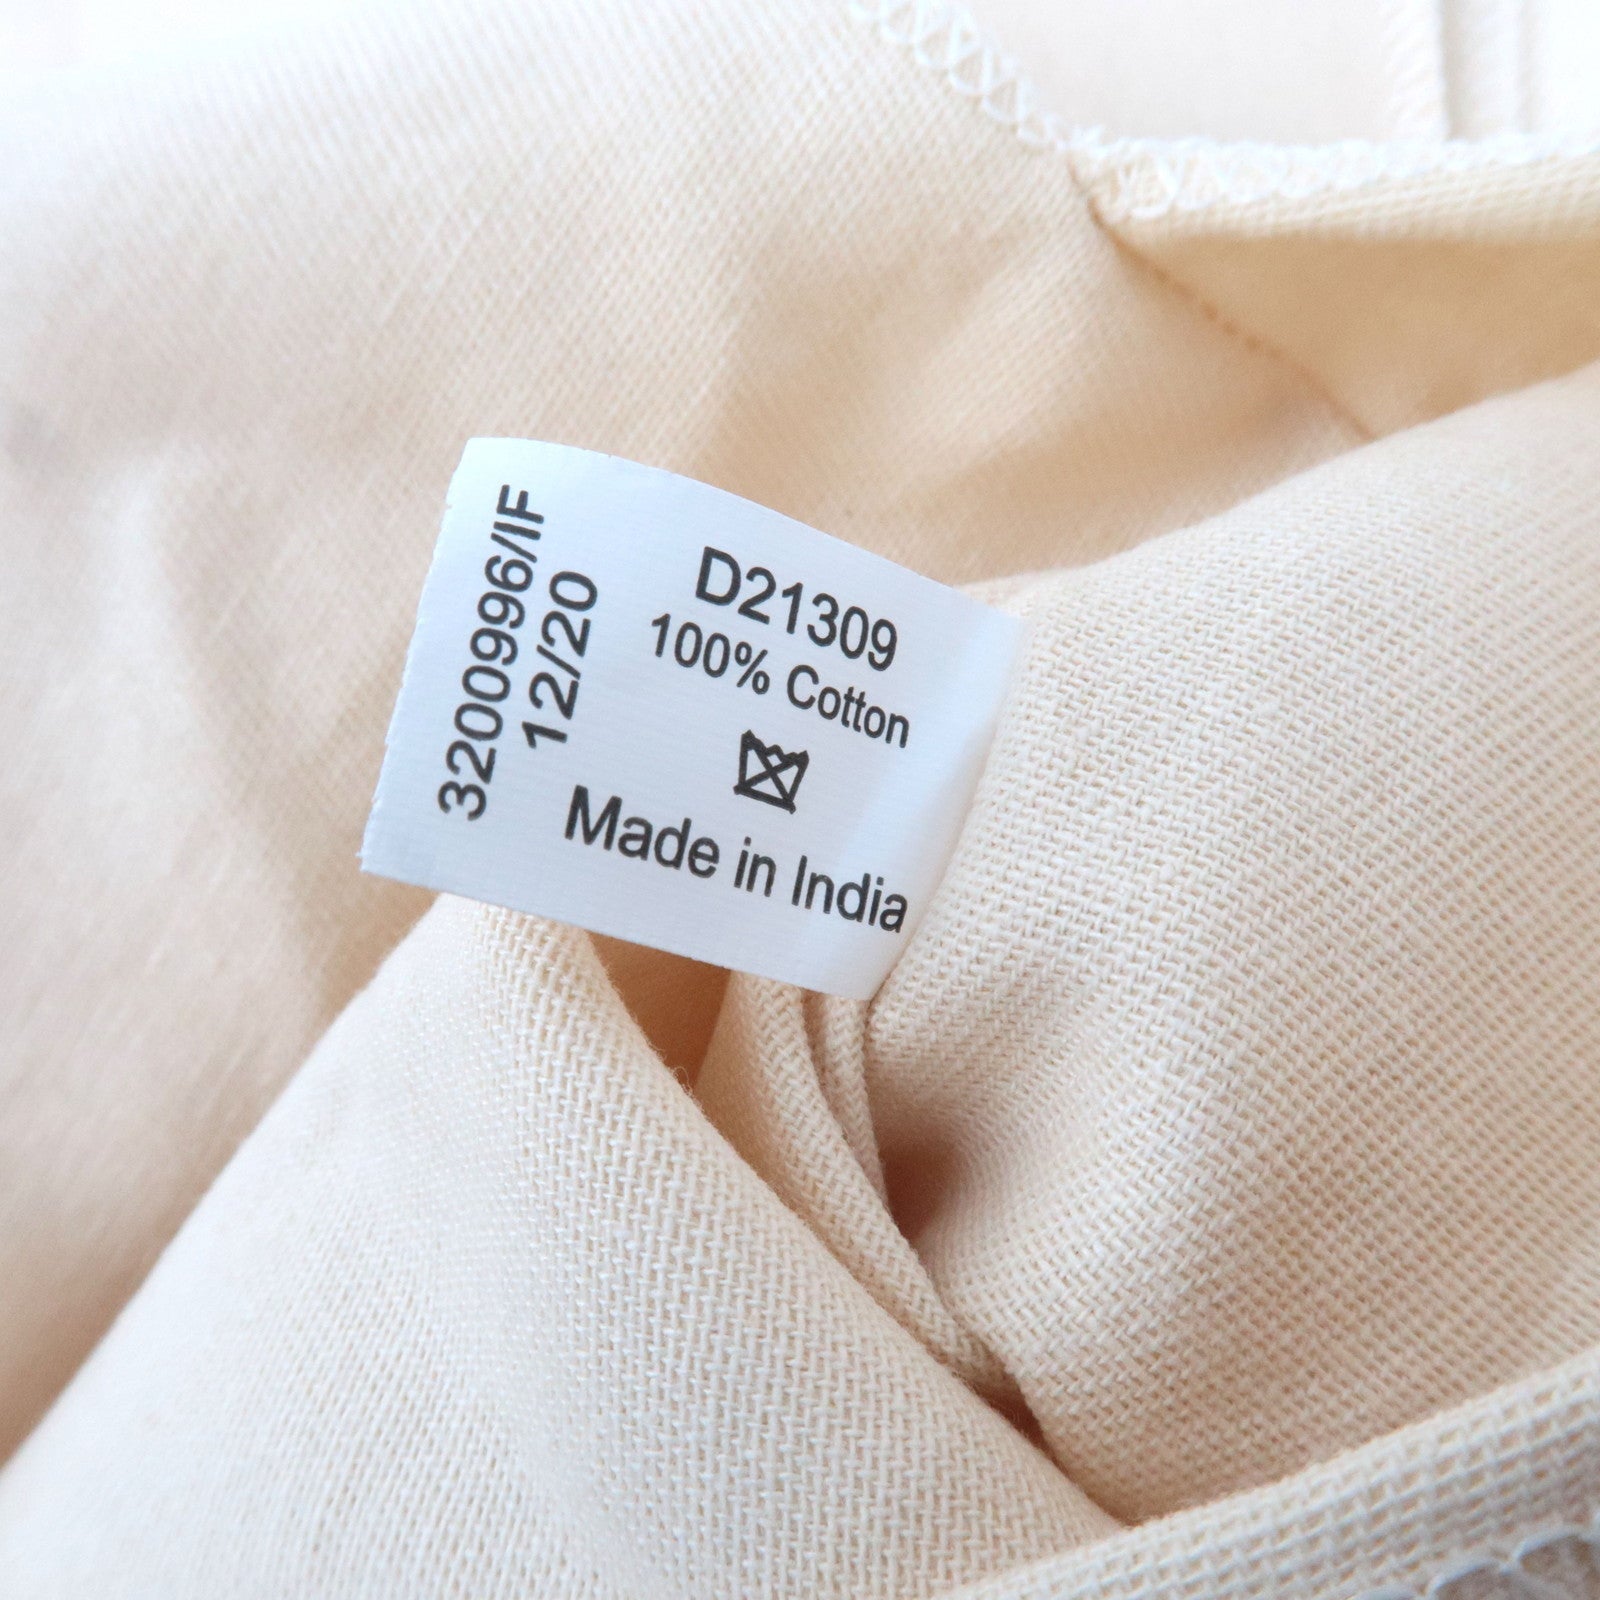 D21309
100% Cotton
Made in India
3200996/IF
12/20